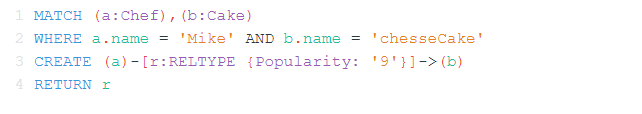 1 MATCH (a:Chef),(b:Cake)
2 WHERE a.name = 'Mike' AND b.name = 'chesseCake'
3 CREATE (a)-[r:RELTYPE {Popularity: '9'}]->(b)
4 RETURN r